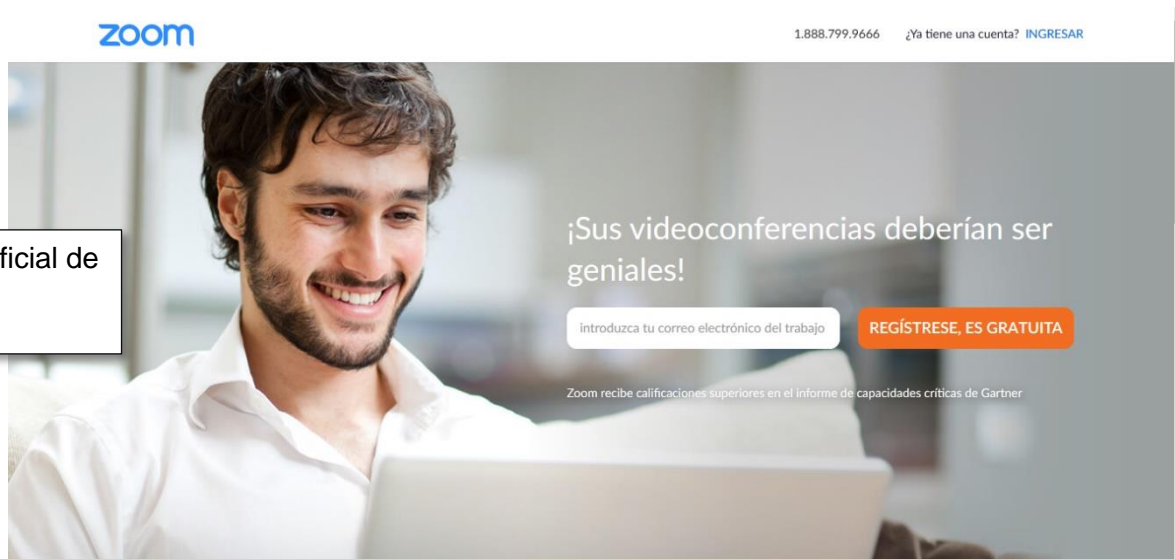 zoom
1.888.799.9666 ¿Ya tiene una cuenta? INGRESAR
ficial de
¡Sus videoconferencias deberían ser
geniales!
introduzca tu correo electrónico del trabajo
REGÍSTRESE, ES GRATUITA
Zoom recibe calificaciones superiores en el informe de capacidades críticas de Gartner